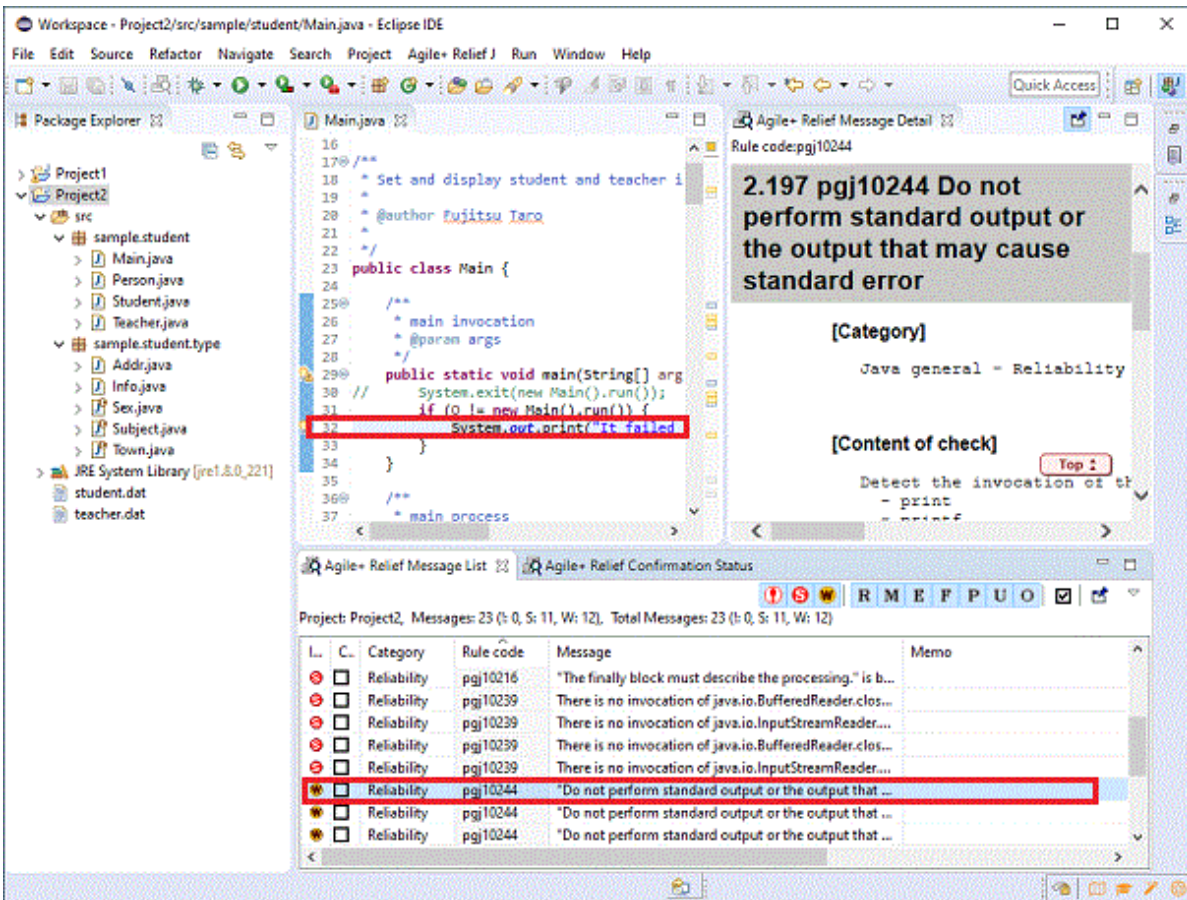 Workspace - Project2/src/sample/student/Main.java - Eclipse IDE
File Edit Source Refactor Navigate Search Project Agile+ Relief J Run Window Help
Quick Access
Package Explorer
Project1
Project2
src
sample.student
Main.java
Person.java
Student.java
Teacher.java
sample.student.type
Addr.java
Info.java
Sex.java
Subject.java
Town.java
JRE System Library [jre1.8.0_221]
student.dat
teacher.dat
Main.java
16
17 /**
18 * Set and display student and teacher i
19 *
20 * @author Fujitsu Taro
21 *
22 */
23 public class Main {
24
25 /**
26 * main invocation
27 * @param args
28 */
29 public static void main(String[] arg
30 // System.exit(new Main().run());
31 if (0 != new Main().run()) {
32 System.out.print("It failed
33 }
34 }
35
36 /**
37 * main process
Agile+ Relief Message Detail
Rule code:pgj10244
2.197 pgj10244 Do not
perform standard output or
the output that may cause
standard error
[Category]
Java general - Reliability
[Content of check]
Top
Detect the invocation of th
- print
- printf
Agile+ Relief Message List Agile+ Relief Confirmation Status
R M E F P U O
Project: Project2, Messages: 23 (!: 0, S: 11, W: 12), Total Messages: 23 (!: 0, S: 11, W: 12)
I... C... Category Rule code Message Memo
S Reliability pgj10216 "The finally block must describe the processing." is b...
S Reliability pgj10239 There is no invocation of java.io.BufferedReader.clos...
S Reliability pgj10239 There is no invocation of java.io.InputStreamReader....
S Reliability pgj10239 There is no invocation of java.io.BufferedReader.clos...
S Reliability pgj10239 There is no invocation of java.io.InputStreamReader....
W Reliability pgj10244 "Do not perform standard output or the output that ...
W Reliability pgj10244 "Do not perform standard output or the output that ...
W Reliability pgj10244 "Do not perform standard output or the output that ...